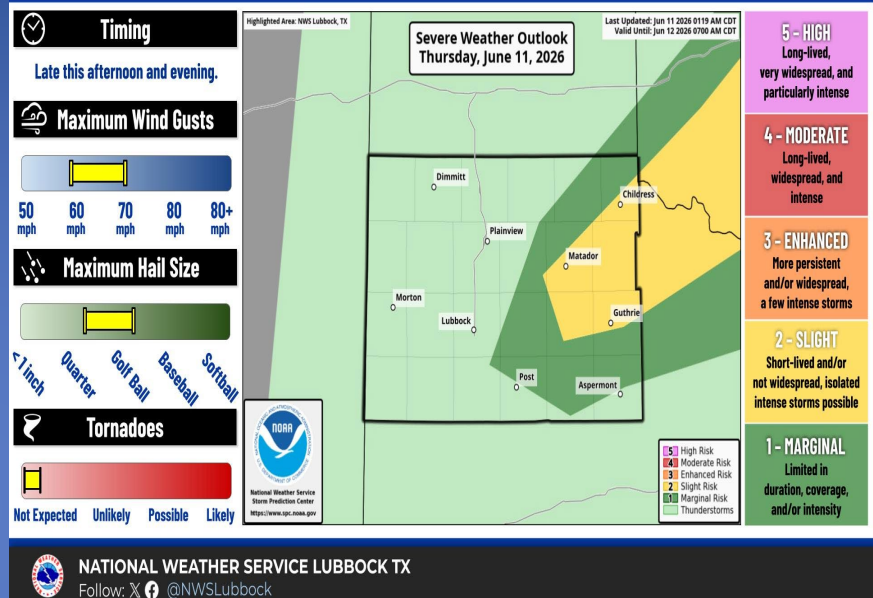 Timing
Late this afternoon and evening.
Maximum Wind Gusts
50 60 70 80 80+
mph mph mph mph mph
Maximum Hail Size
< 1 inch Quarter Golf Ball Baseball Softball
Tornadoes
Not Expected Unlikely Possible Likely
Highlighted Area: NWS Lubbock, TX
Severe Weather Outlook
Thursday, June 11, 2026
Last Updated: Jun 11 2026 0119 AM CDT
Valid Until: Jun 12 2026 0700 AM CDT
Dimmitt
Childress
Plainview
Matador
Morton
Lubbock
Guthrie
Post
Aspermont
NOAA
National Weather Service
Storm Prediction Center
https://www.spc.noaa.gov
5 High Risk
4 Moderate Risk
3 Enhanced Risk
2 Slight Risk
1 Marginal Risk
Thunderstorms
5 - HIGH
Long-lived,
very widespread, and
particularly intense
4 - MODERATE
Long-lived,
widespread, and
intense
3 - ENHANCED
More persistent
and/or widespread,
a few intense storms
2 - SLIGHT
Short-lived and/or
not widespread, isolated
intense storms possible
1 - MARGINAL
Limited in
duration, coverage,
and/or intensity
NATIONAL WEATHER SERVICE LUBBOCK TX
Follow: @NWSLubbock